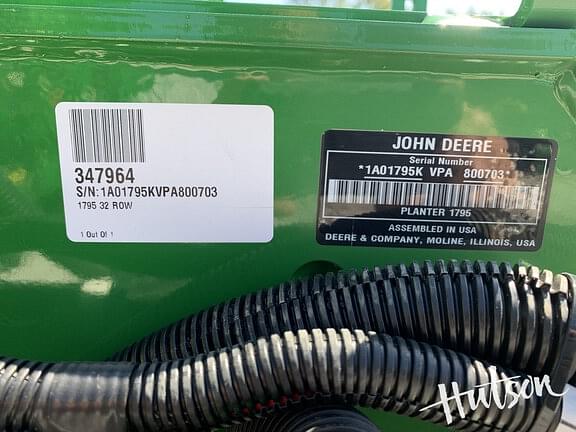 347964
S/N:1A01795KVPA800703
1795 32 ROW
1 Out Of 1
JOHN DEERE
Serial Number
*1A01795K VPA 800703*
PLANTER 1795
ASSEMBLED IN USA
DEERE & COMPANY, MOLINE, ILLINOIS, USA
Hutson